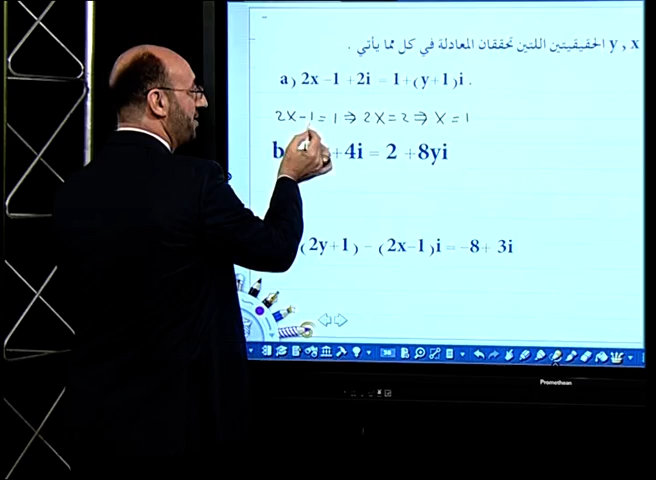 y , x الحقيقيتين اللتين تحققان المعادلة في كل مما يأتي .
a) 2x −1 +2i = 1+(y+1)i .
2x−1=1 ⇒ 2x=2 ⇒ x=1
b +4i = 2 +8yi
(2y+1) − (2x−1)i = −8+ 3i
Promethean